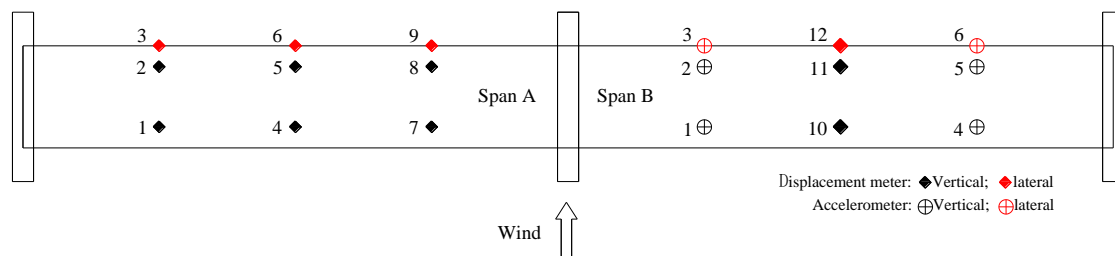 3 6 9 3 12 6
2 5 8 2 11 5
Span A Span B
1 4 7 1 10 4
Displacement meter: Vertical; lateral
Accelerometer: Vertical; lateral
Wind